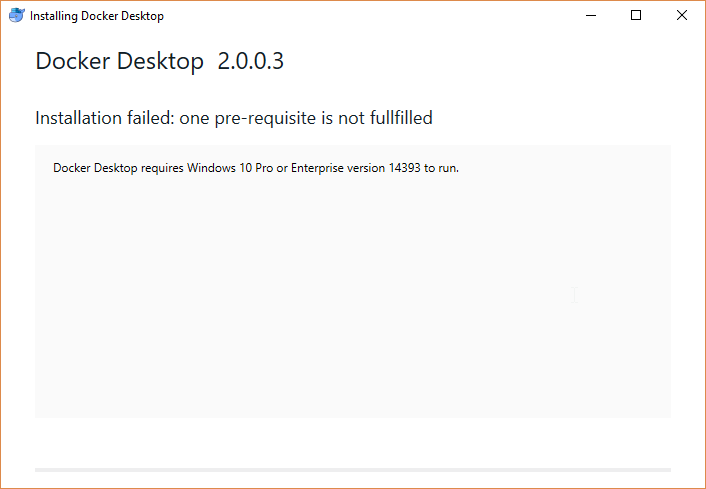 Installing Docker Desktop
Docker Desktop 2.0.0.3
Installation failed: one pre-requisite is not fullfilled
Docker Desktop requires Windows 10 Pro or Enterprise version 14393 to run.